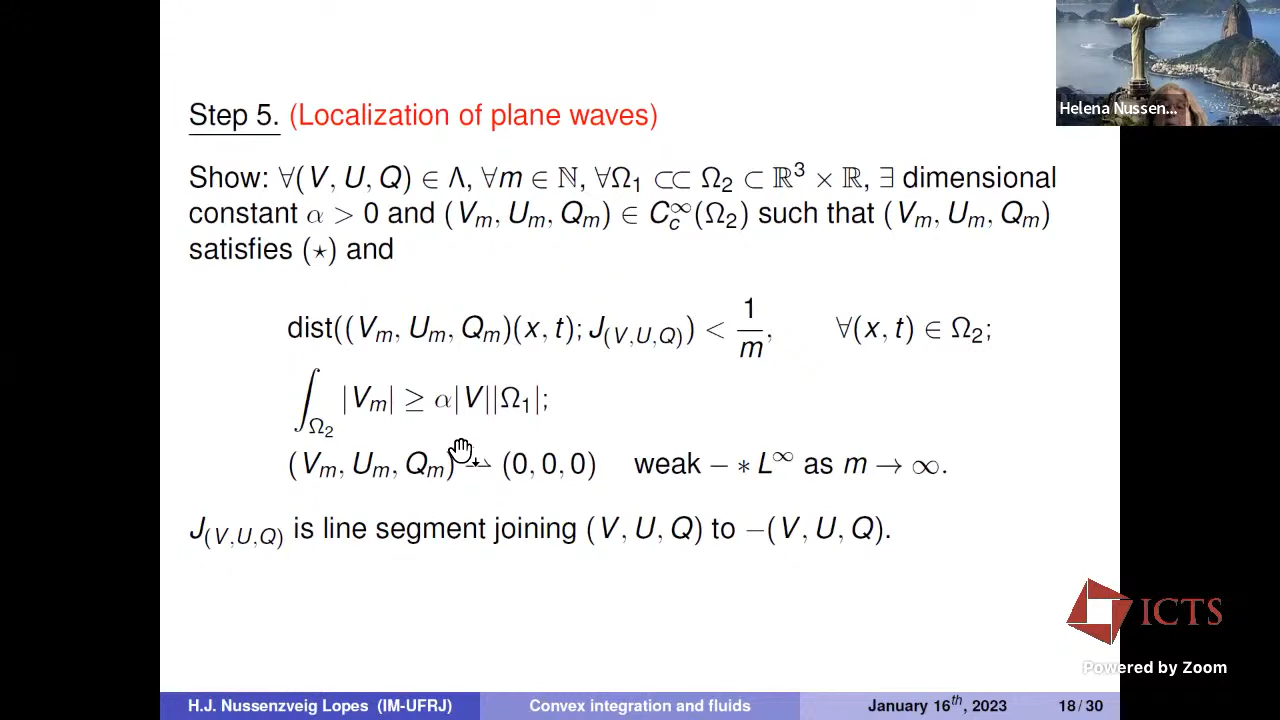 Helena Nussen...
Step 5. (Localization of plane waves)
Show: ∀(V, U, Q) ∈ Λ, ∀m ∈ ℕ, ∀Ω₁ ⊂⊂ Ω₂ ⊂ ℝ³ × ℝ, ∃ dimensional
constant α > 0 and (Vₘ, Uₘ, Qₘ) ∈ C_c^∞(Ω₂) such that (Vₘ, Uₘ, Qₘ)
satisfies (⋆) and
dist((Vₘ, Uₘ, Qₘ)(x, t); J_(V,U,Q)) < 1/m, ∀(x, t) ∈ Ω₂;
∫_Ω₂ |Vₘ| ≥ α|V||Ω₁|;
(Vₘ, Uₘ, Qₘ) ⇀ (0, 0, 0) weak − ∗ L^∞ as m → ∞.
J_(V,U,Q) is line segment joining (V, U, Q) to −(V, U, Q).
ICTS
Powered by Zoom
H.J. Nussenzveig Lopes (IM-UFRJ) Convex integration and fluids January 16th, 2023 18 / 30